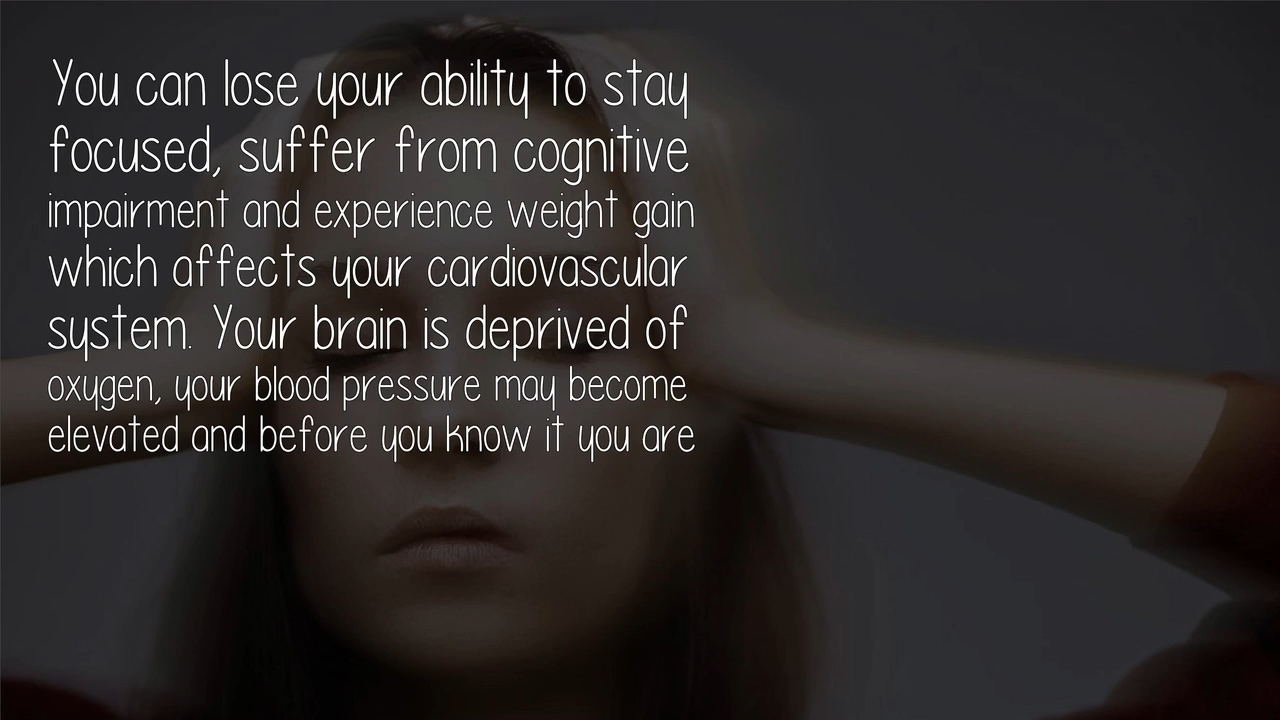 You can lose your ability to stay
focused, suffer from cognitive
impairment and experience weight gain
which affects your cardiovascular
system. Your brain is deprived of
oxygen, your blood pressure may become
elevated and before you know it you are